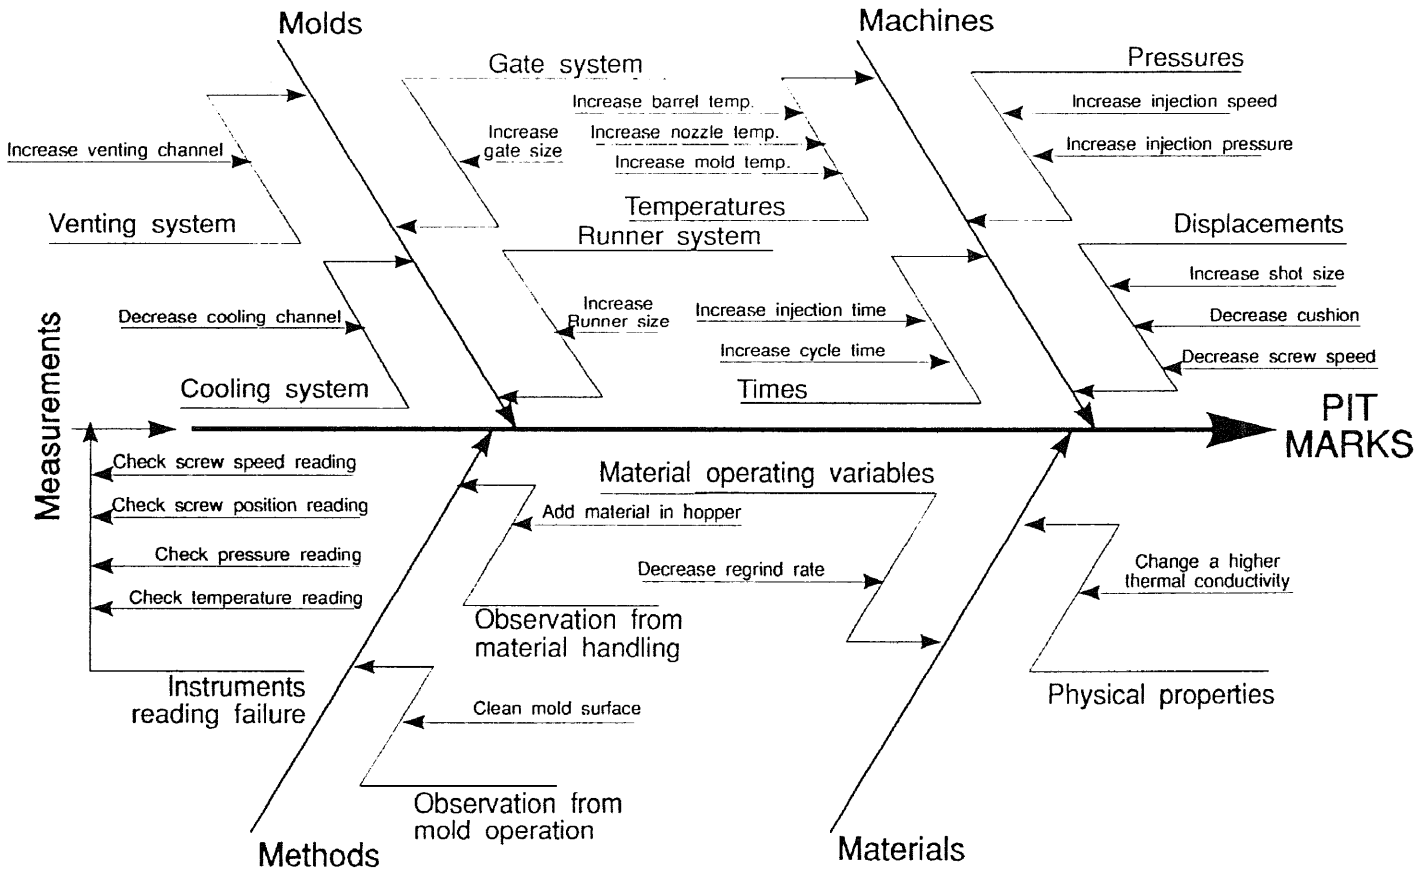 Molds
Machines
Gate system
Pressures
Increase barrel temp.
Increase injection speed
Increase
gate size
Increase nozzle temp.
Increase venting channel
Increase mold temp.
Increase injection pressure
Venting system
Temperatures
Runner system
Displacements
Increase shot size
Decrease cooling channel
Increase
Runner size
Increase injection time
Decrease cushion
Increase cycle time
Decrease screw speed
Cooling system
Times
Measurements
PIT
MARKS
Check screw speed reading
Material operating variables
Check screw position reading
Add material in hopper
Check pressure reading
Decrease regrind rate
Change a higher
thermal conductivity
Check temperature reading
Observation from
material handling
Instruments
reading failure
Physical properties
Clean mold surface
Observation from
mold operation
Methods
Materials